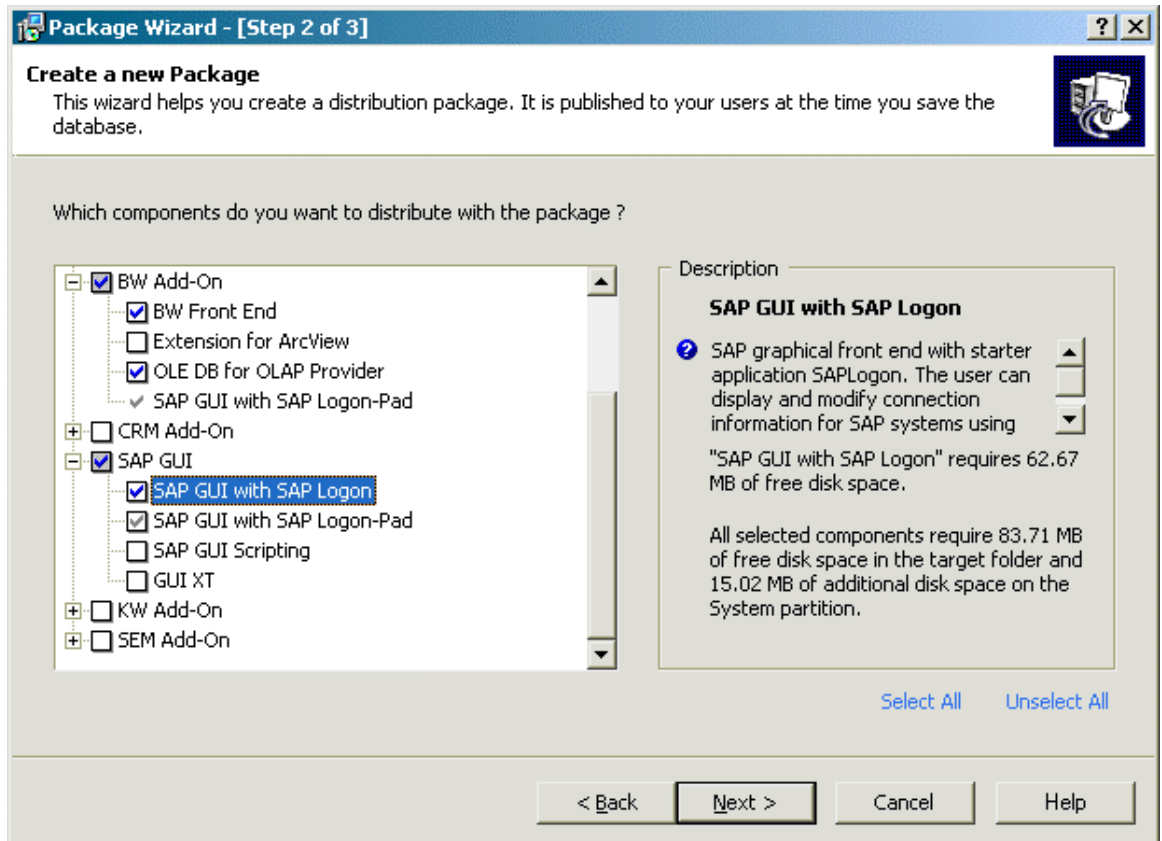 Package Wizard - [Step 2 of 3]
Create a new Package
This wizard helps you create a distribution package. It is published to your users at the time you save the
database.
Which components do you want to distribute with the package ?
BW Add-On
BW Front End
Extension for ArcView
OLE DB for OLAP Provider
SAP GUI with SAP Logon-Pad
CRM Add-On
SAP GUI
SAP GUI with SAP Logon
SAP GUI with SAP Logon-Pad
SAP GUI Scripting
GUI XT
KW Add-On
SEM Add-On
Description
SAP GUI with SAP Logon
SAP graphical front end with starter
application SAPLogon. The user can
display and modify connection
information for SAP systems using
"SAP GUI with SAP Logon" requires 62.67
MB of free disk space.
All selected components require 83.71 MB
of free disk space in the target folder and
15.02 MB of additional disk space on the
System partition.
Select All Unselect All
< Back Next > Cancel Help